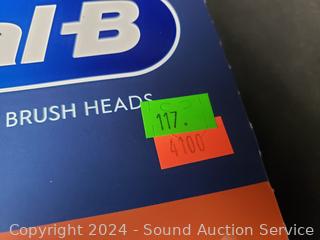 al-B
BRUSH HEADS
117.
4100
Copyright 2024 - Sound Auction Service